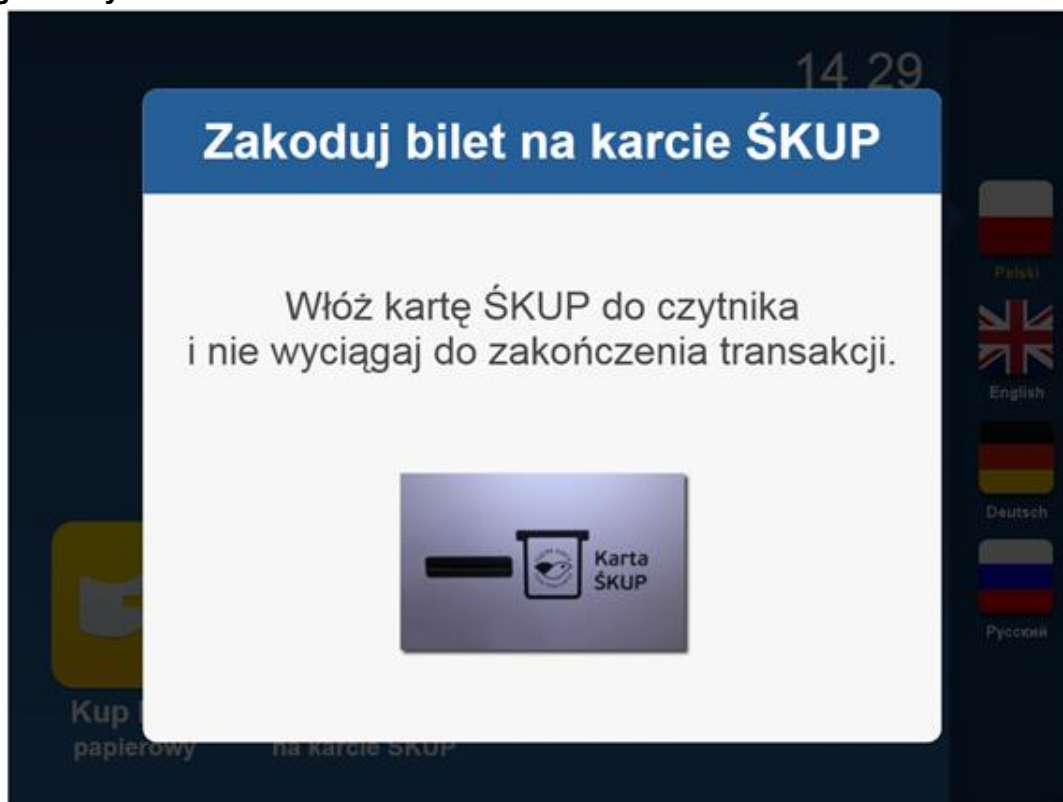 14 29
Zakoduj bilet na karcie ŚKUP
Włóż kartę ŚKUP do czytnika
i nie wyciągaj do zakończenia transakcji.
Karta
ŚKUP
Polski
English
Deutsch
Русский
Kup
papierowy
na karcie ŚKUP